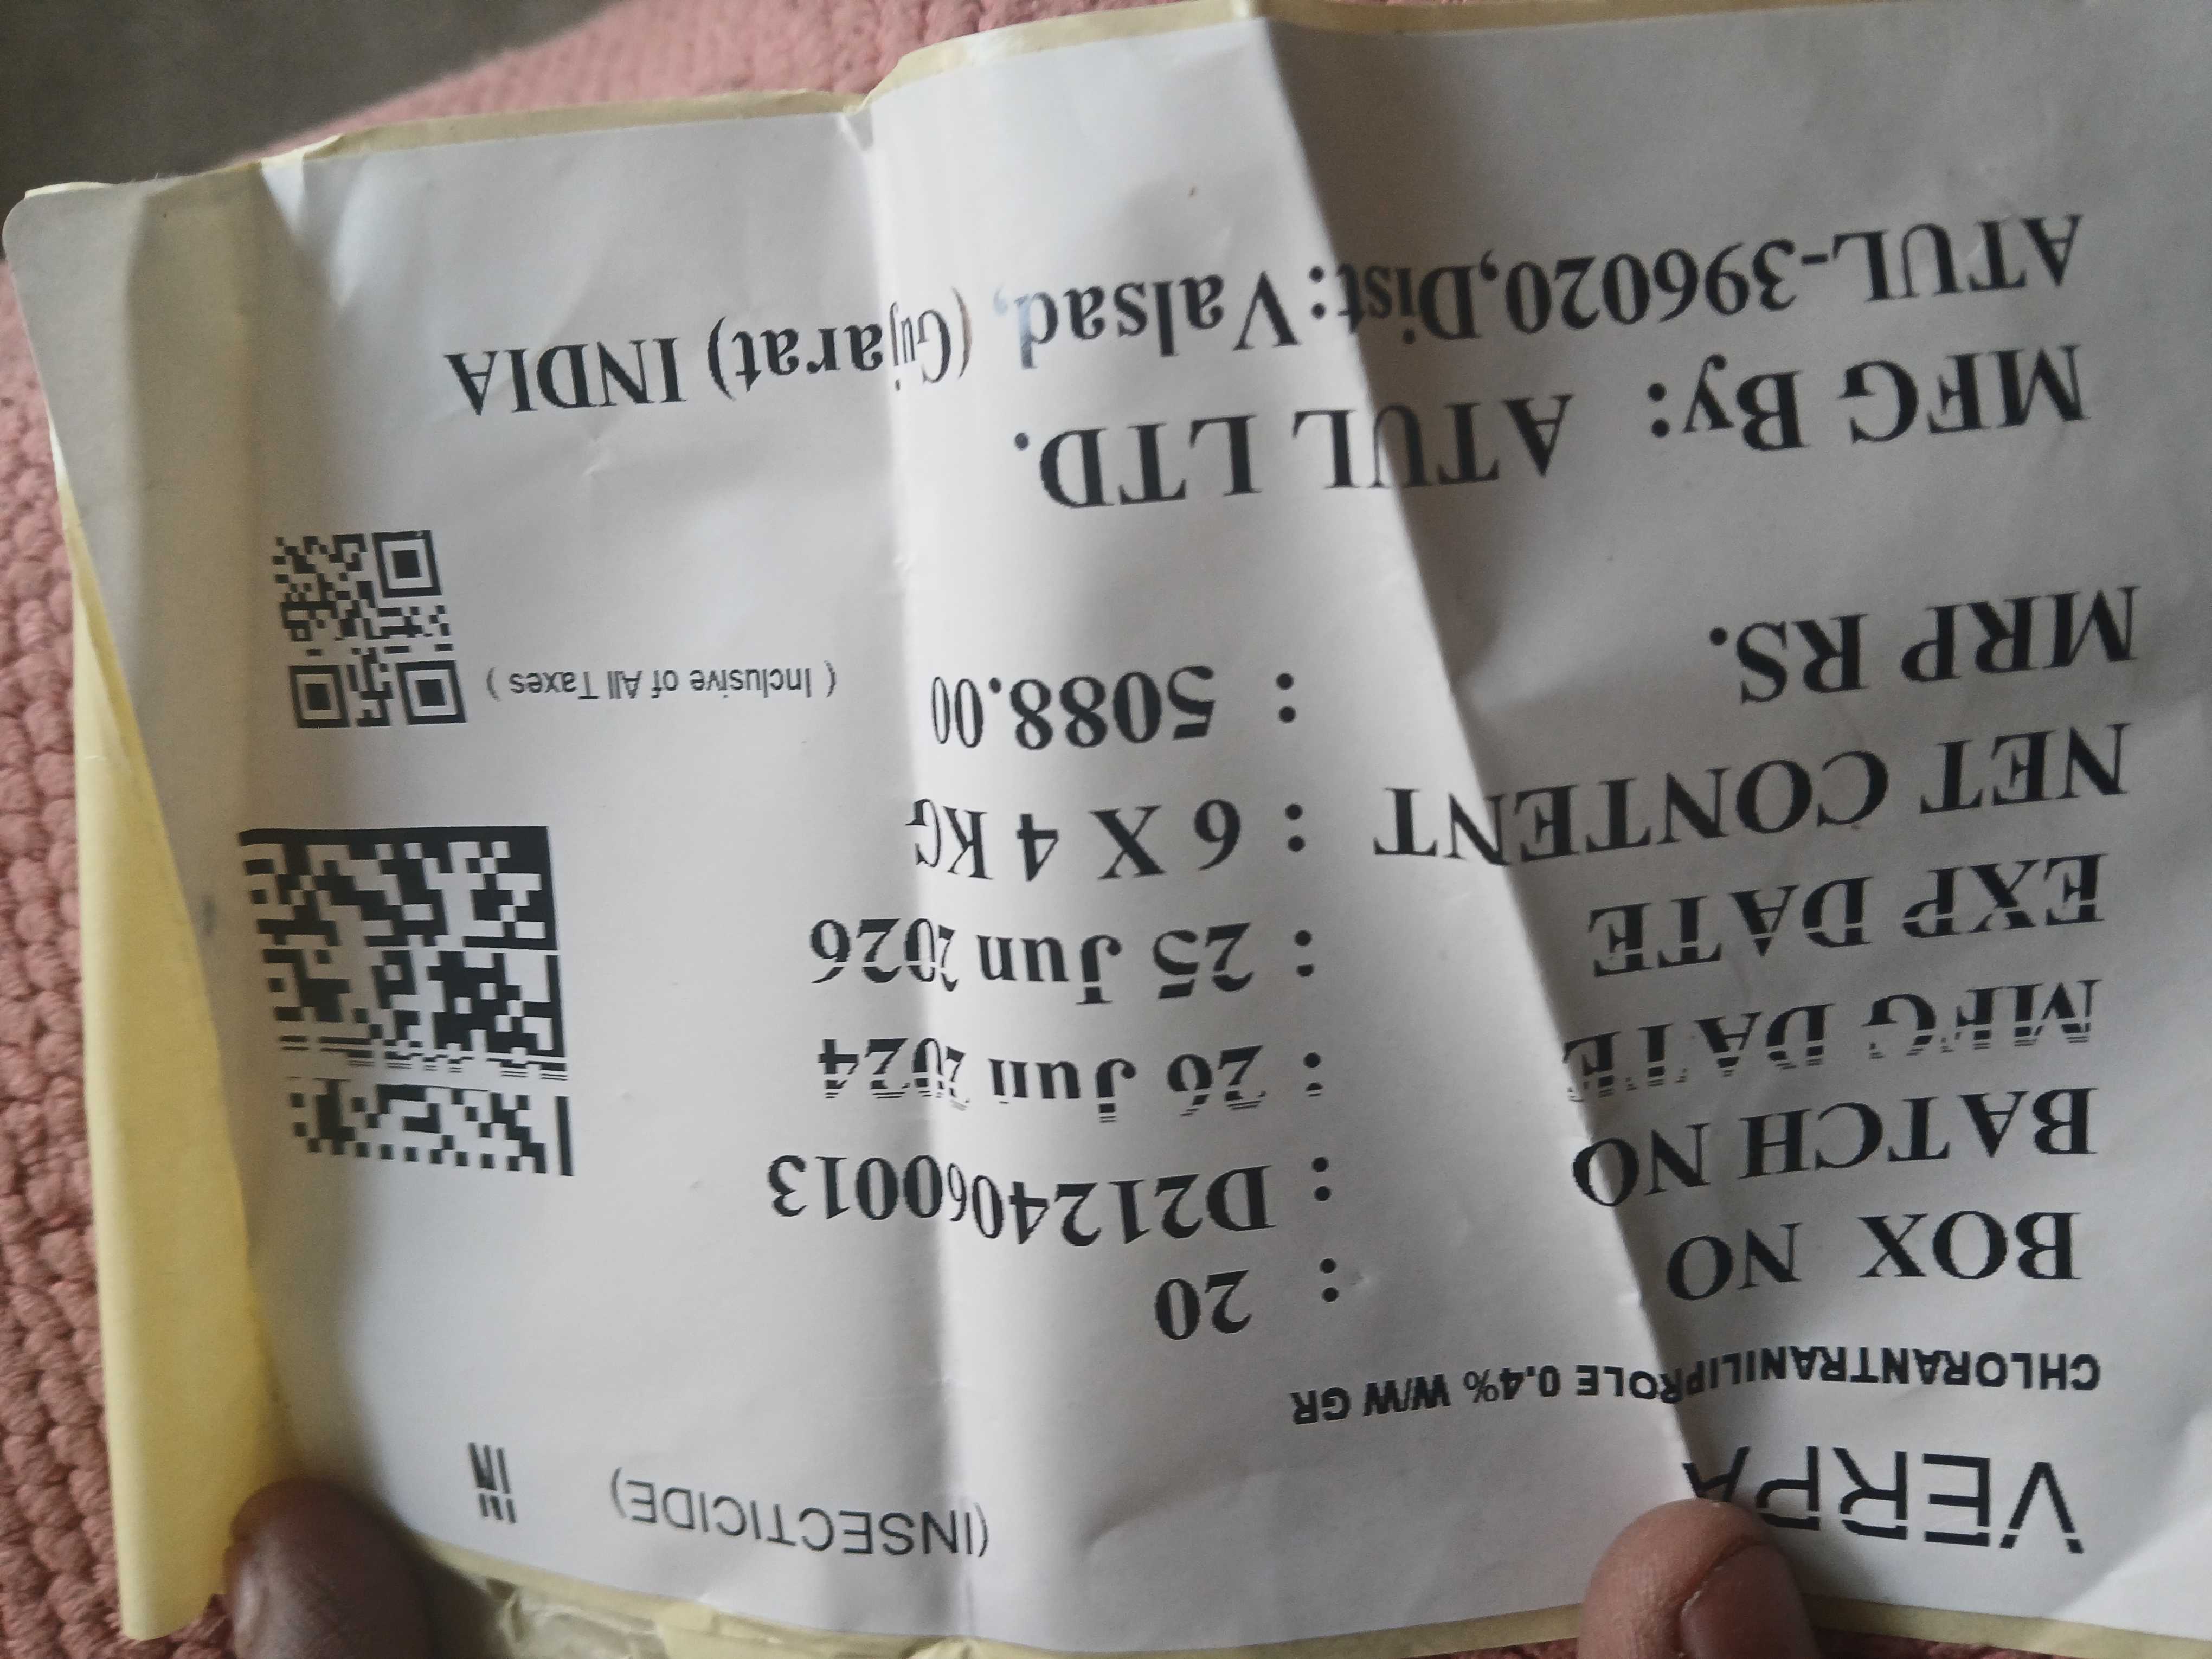 VERPA
(INSECTICIDE)
IN
CHLORANTRANILIPROLE 0.4% W/W GR
BOX NO : 20
BATCH NO : D2124060013
MFG DATE : 26 Jun 2024
EXP DATE : 25 Jun 2026
NET CONTENT : 6 X 4 KG
MRP RS. : 5088.00 ( Inclusive of All Taxes )
MFG By: ATUL LTD.
ATUL-396020,Dist:Valsad, (Gujarat) INDIA